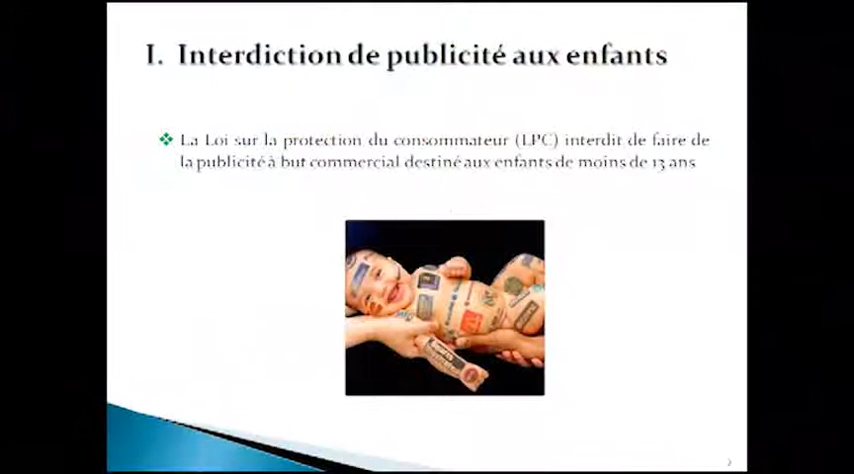 I. Interdiction de publicité aux enfants
La Loi sur la protection du consommateur (LPC) interdit de faire de
la publicité à but commercial destiné aux enfants de moins de 13 ans